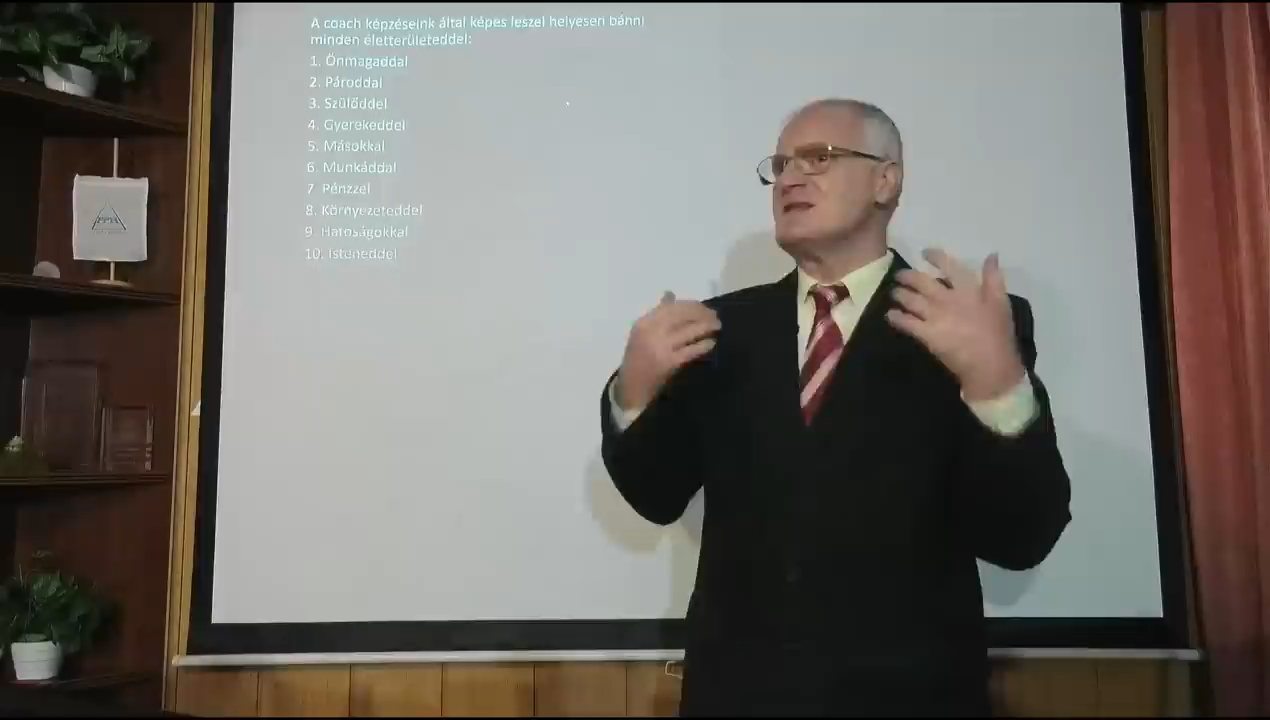 A coach képzéseink által képes leszel helyesen bánni
minden életterületeddel:
1. Önmagaddal
2. Pároddal
3. Szülőddel
4. Gyerekeddel
5. Másokkal
6. Munkáddal
7 Pénzzel
8. Környezeteddel
9. Hatóságokkal
10. Isteneddel